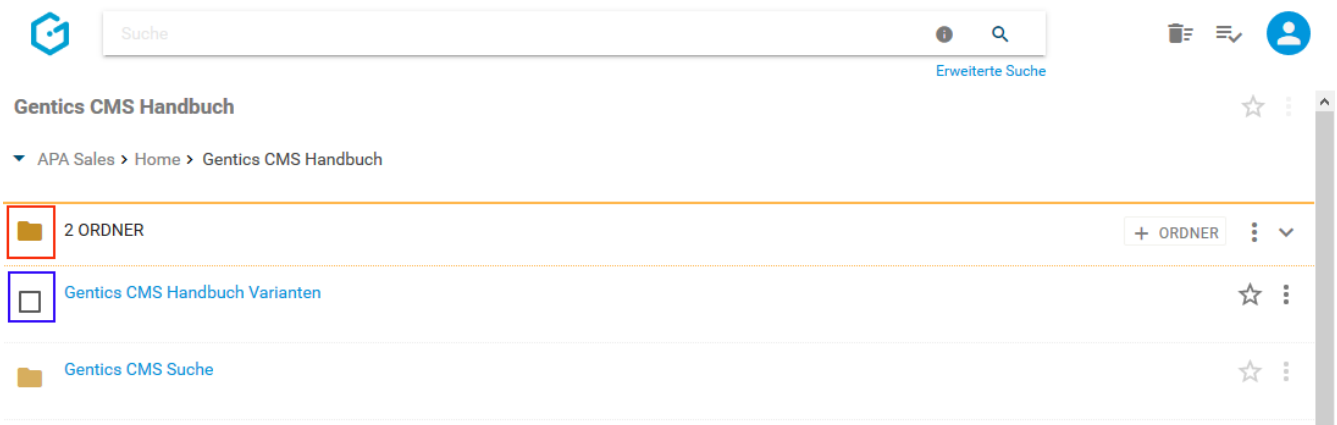 Suche
Erweiterte Suche
Gentics CMS Handbuch
APA Sales > Home > Gentics CMS Handbuch
2 ORDNER
+ ORDNER
Gentics CMS Handbuch Varianten
Gentics CMS Suche